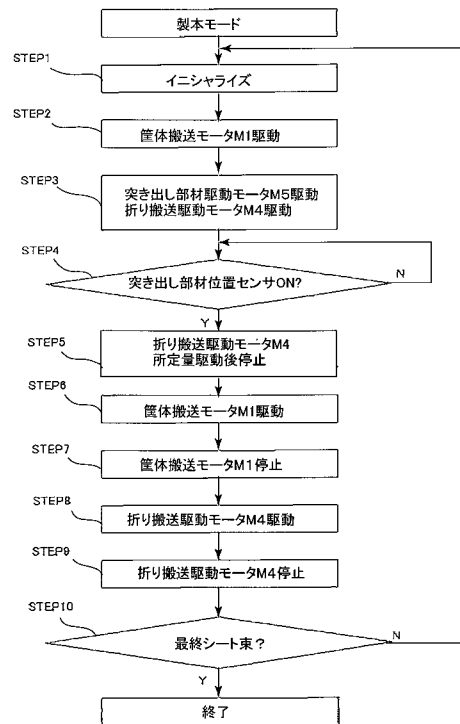 製本モード
STEP1
イニシャライズ
STEP2
筐体搬送モータM1駆動
STEP3
突き出し部材駆動モータM5駆動
折り搬送駆動モータM4駆動
STEP4
突き出し部材位置センサON?
N
Y
STEP5
折り搬送駆動モータM4
所定量駆動後停止
STEP6
筐体搬送モータM1駆動
STEP7
筐体搬送モータM1停止
STEP8
折り搬送駆動モータM4駆動
STEP9
折り搬送駆動モータM4停止
STEP10
最終シート束?
N
Y
終了